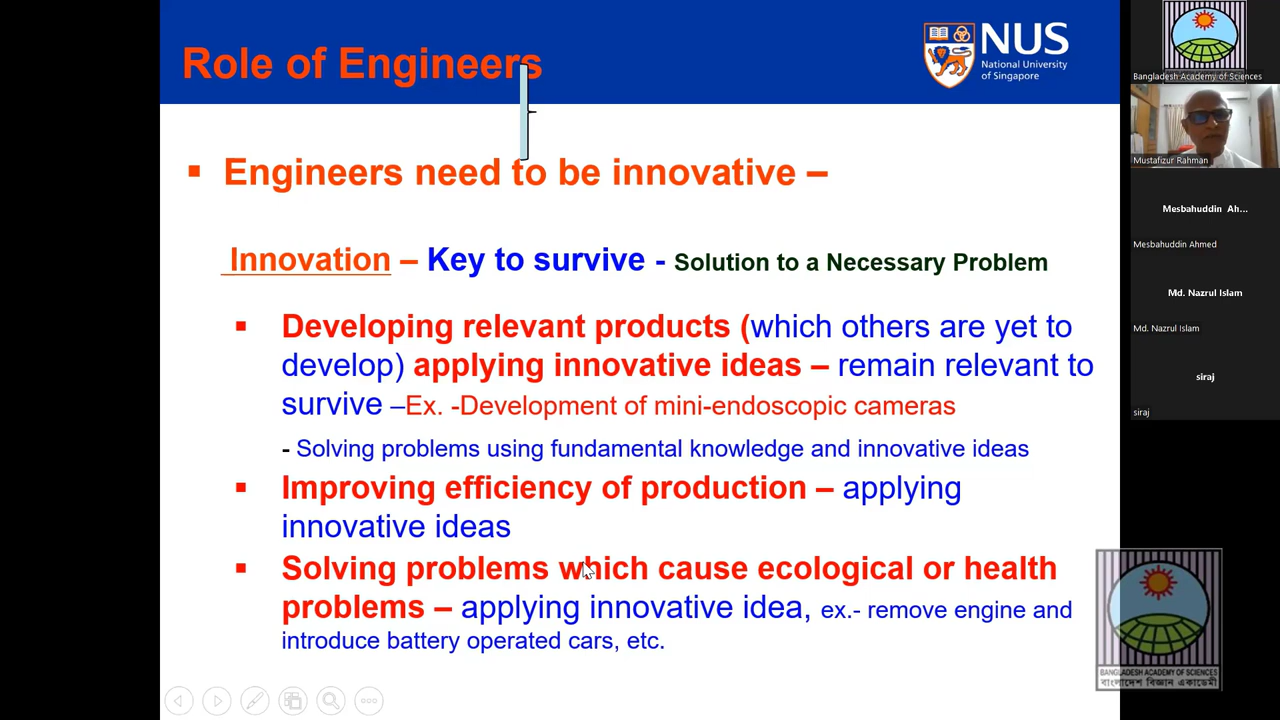 Role of Engineers
NUS
National University
of Singapore
Engineers need to be innovative –
Innovation – Key to survive - Solution to a Necessary Problem
Developing relevant products (which others are yet to
develop) applying innovative ideas – remain relevant to
survive –Ex. -Development of mini-endoscopic cameras
- Solving problems using fundamental knowledge and innovative ideas
Improving efficiency of production – applying
innovative ideas
Solving problems which cause ecological or health
problems – applying innovative idea, ex.- remove engine and
introduce battery operated cars, etc.
Bangladesh Academy of Sciences
Mustafizur Rahman
Mesbahuddin Ah...
Mesbahuddin Ahmed
Md. Nazrul Islam
Md. Nazrul Islam
siraj
siraj
BANGLADESH ACADEMY OF SCIENCES
বাংলাদেশ বিজ্ঞান একাডেমী